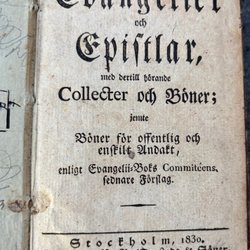 Evangelier
och
Epistlar,
med dertill hörande
Collecter och Böner;
jemte
Böner för offentlig och
enskilt Andakt,
enligt Evangelii-Boks Committéens
sednare Förslag.
Stockholm, 1830.